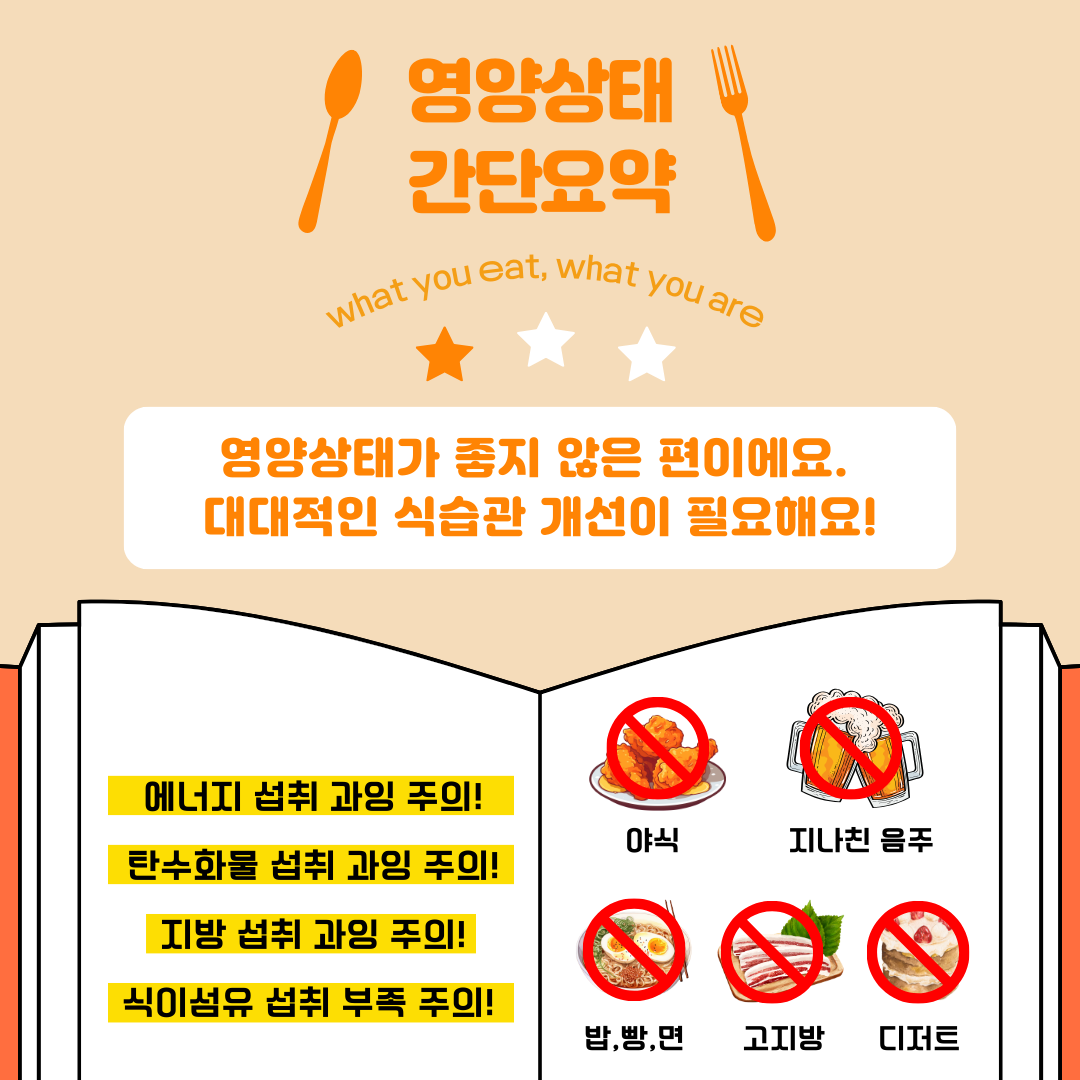 영양상태
간단요약
what you eat, what you are
영양상태가 좋지 않은 편이에요.
대대적인 식습관 개선이 필요해요!
에너지 섭취 과잉 주의!
탄수화물 섭취 과잉 주의!
지방 섭취 과잉 주의!
식이섬유 섭취 부족 주의!
야식
지나친 음주
밥,빵,면
고지방
디저트